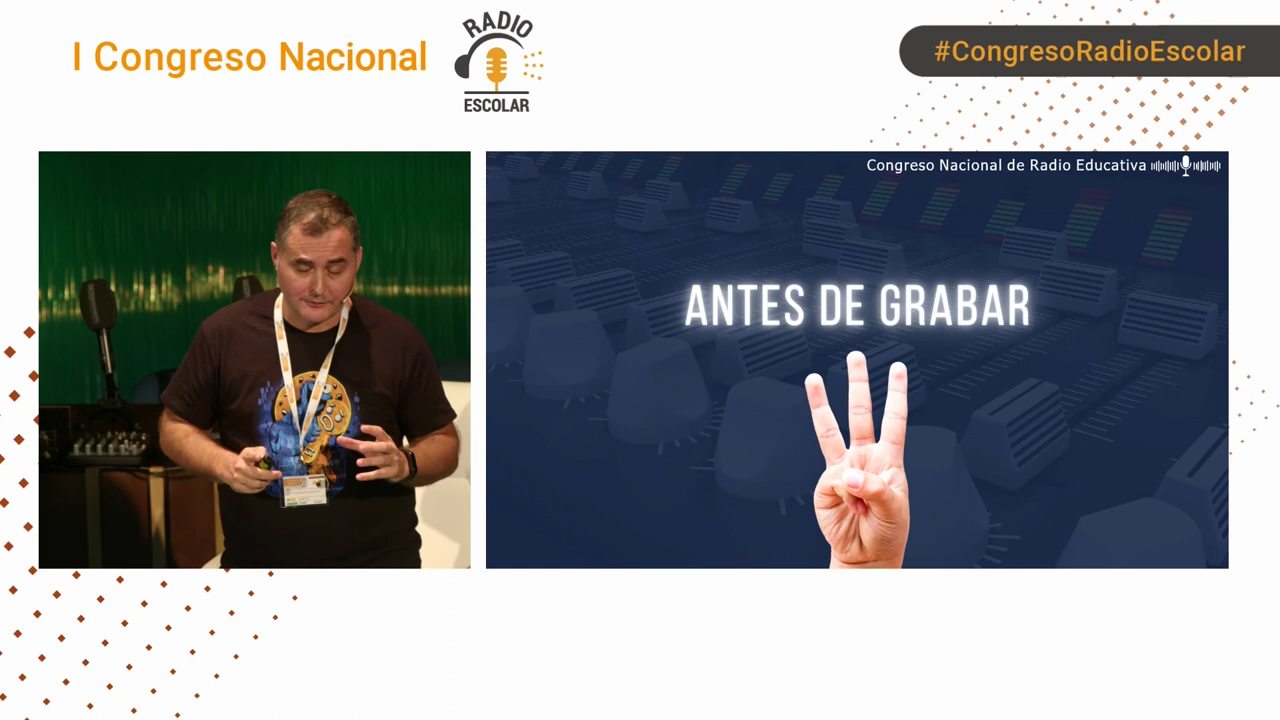 I Congreso Nacional
RADIO
ESCOLAR
#CongresoRadioEscolar
Congreso Nacional de Radio Educativa
ANTES DE GRABAR